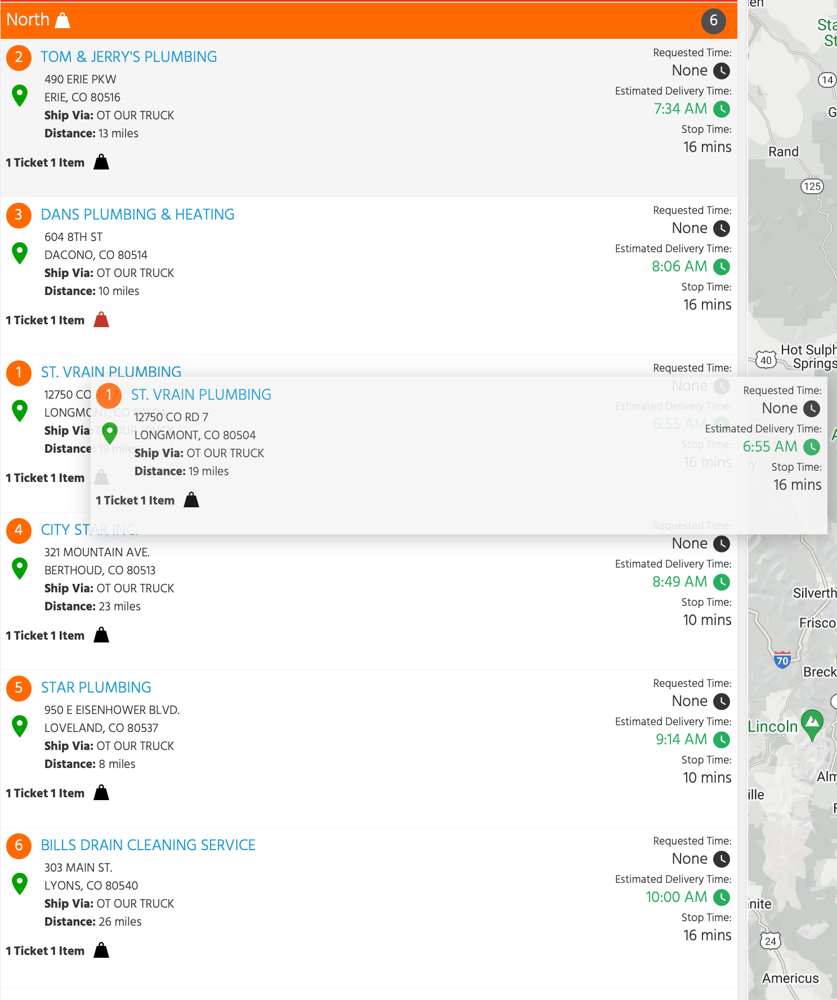 North
6
2
TOM & JERRY'S PLUMBING
490 ERIE PKW
ERIE, CO 80516
Ship Via: OT OUR TRUCK
Distance: 13 miles
1 Ticket 1 Item
Requested Time:
None
Estimated Delivery Time:
7:34 AM
Stop Time:
16 mins
3
DANS PLUMBING & HEATING
604 8TH ST
DACONO, CO 80514
Ship Via: OT OUR TRUCK
Distance: 10 miles
1 Ticket 1 Item
Requested Time:
None
Estimated Delivery Time:
8:06 AM
Stop Time:
16 mins
1
ST. VRAIN PLUMBING
12750 CO RD 7
LONGMONT, CO 80504
Ship Via: OT OUR TRUCK
Distance: 19 miles
1 Ticket 1 Item
Requested Time:
None
Estimated Delivery Time:
6:55 AM
Stop Time:
16 mins
1
ST. VRAIN PLUMBING
12750 CO RD 7
LONGMONT, CO 80504
Ship Via: OT OUR TRUCK
Distance: 19 miles
1 Ticket 1 Item
Requested Time:
None
Estimated Delivery Time:
6:55 AM
Stop Time:
16 mins
4
CITY STAR INC.
321 MOUNTAIN AVE.
BERTHOUD, CO 80513
Ship Via: OT OUR TRUCK
Distance: 23 miles
1 Ticket 1 Item
Requested Time:
None
Estimated Delivery Time:
8:49 AM
Stop Time:
10 mins
5
STAR PLUMBING
950 E EISENHOWER BLVD.
LOVELAND, CO 80537
Ship Via: OT OUR TRUCK
Distance: 8 miles
1 Ticket 1 Item
Requested Time:
None
Estimated Delivery Time:
9:14 AM
Stop Time:
10 mins
6
BILLS DRAIN CLEANING SERVICE
303 MAIN ST.
LYONS, CO 80540
Ship Via: OT OUR TRUCK
Distance: 26 miles
1 Ticket 1 Item
Requested Time:
None
Estimated Delivery Time:
10:00 AM
Stop Time:
16 mins
Sta
St
14
G
Rand
125
Hot Sulph
Springs
40
Silverth
Frisco
70
Breck
Lincoln
Alm
ille
nite
24
Americus